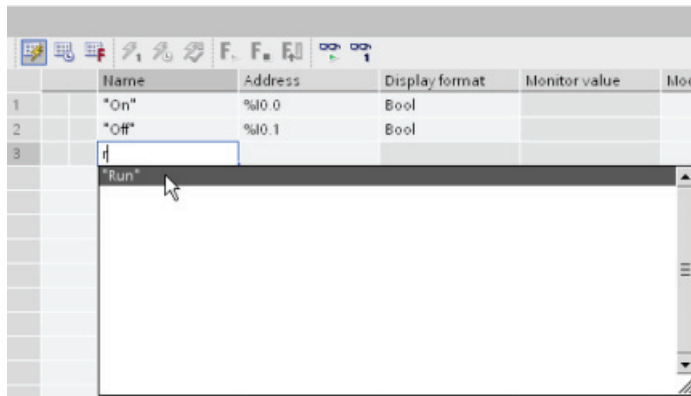 Name Address Display format Monitor value
1 "On" %I0.0 Bool
2 "Off" %I0.1 Bool
3 r
"Run"